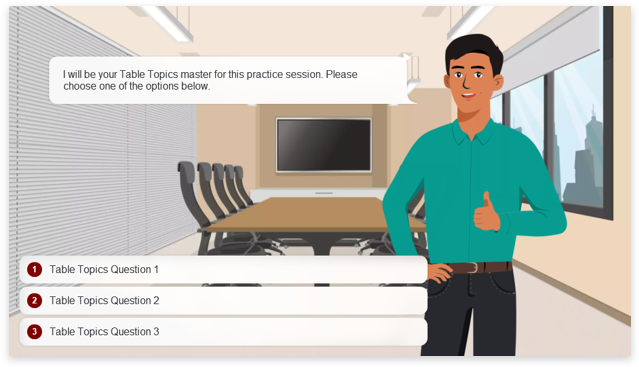 I will be your Table Topics master for this practice session. Please
choose one of the options below.
1 Table Topics Question 1
2 Table Topics Question 2
3 Table Topics Question 3